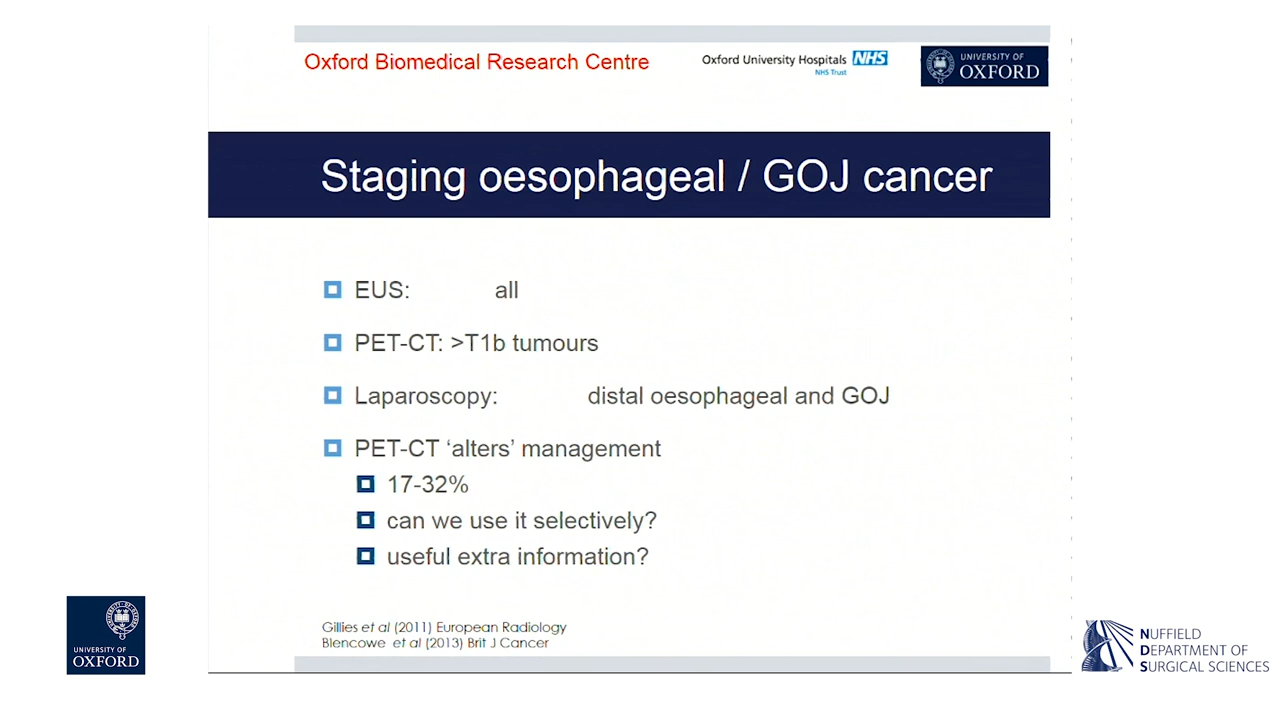 Oxford Biomedical Research Centre
Oxford University Hospitals NHS
NHS Trust
UNIVERSITY OF
OXFORD
Staging oesophageal / GOJ cancer
EUS: all
PET-CT: >T1b tumours
Laparoscopy: distal oesophageal and GOJ
PET-CT ‘alters’ management
17-32%
can we use it selectively?
useful extra information?
Gillies et al (2011) European Radiology
Blencowe et al (2013) Brit J Cancer
UNIVERSITY OF
OXFORD
NUFFIELD
DEPARTMENT OF
SURGICAL SCIENCES